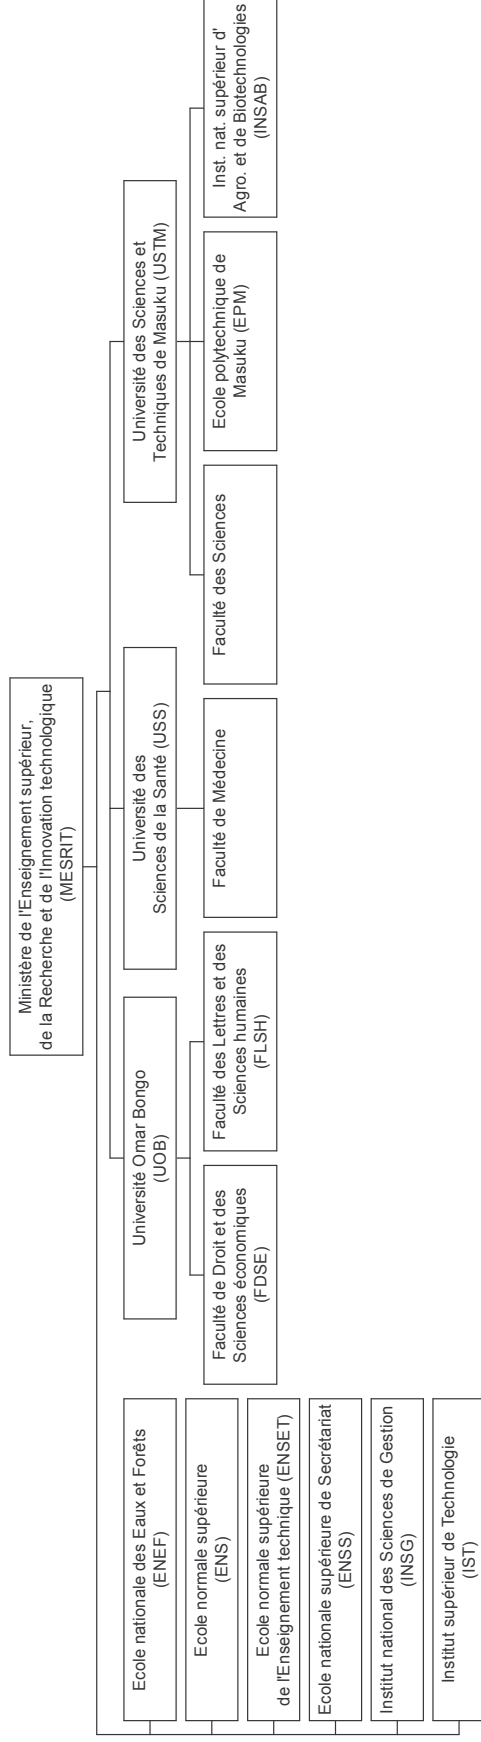 Ministère de l'Enseignement supérieur,
de la Recherche et de l'Innovation technologique
(MESRIT)
Ecole nationale des Eaux et Forêts
(ENEF)
Ecole normale supérieure
(ENS)
Ecole normale supérieure
de l'Enseignement technique (ENSET)
Ecole nationale supérieure de Secrétariat
(ENSS)
Institut national des Sciences de Gestion
(INSG)
Institut supérieur de Technologie
(IST)
Université Omar Bongo
(UOB)
Faculté de Droit et des
Sciences économiques
(FDSE)
Faculté des Lettres et des
Sciences humaines
(FLSH)
Université des
Sciences de la Santé (USS)
Faculté de Médecine
Université des Sciences et
Techniques de Masuku (USTM)
Faculté des Sciences
Ecole polytechnique de
Masuku (EPM)
Inst. nat. supérieur d'
Agro. et de Biotechnologies
(INSAB)